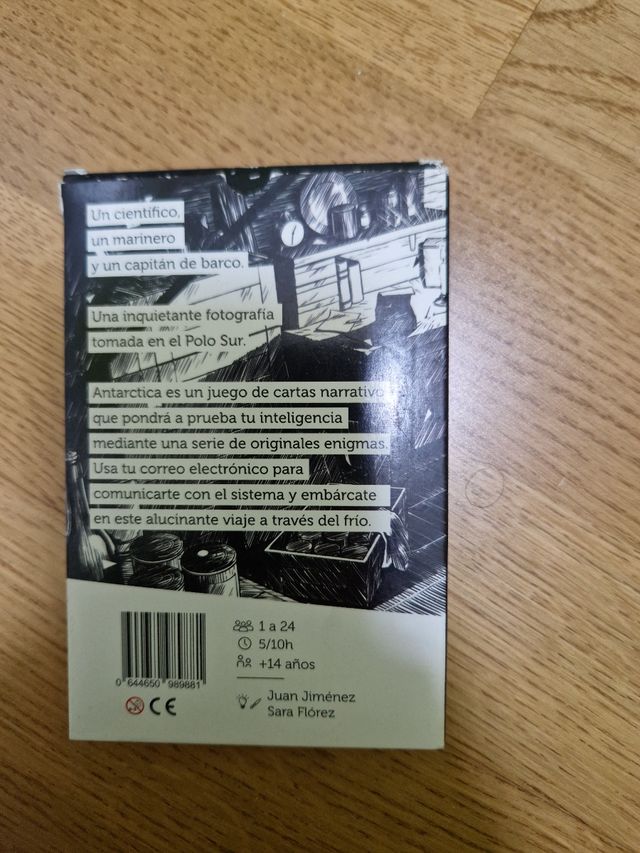 Un científico,
un marinero
y un capitán de barco.
Una inquietante fotografía
tomada en el Polo Sur.
Antarctica es un juego de cartas narrativo
que pondrá a prueba tu inteligencia
mediante una serie de originales enigmas.
Usa tu correo electrónico para
comunicarte con el sistema y embárcate
en este alucinante viaje a través del frío.
1 a 24
5/10h
+14 años
0 644650 989881
CE
Juan Jiménez
Sara Flórez